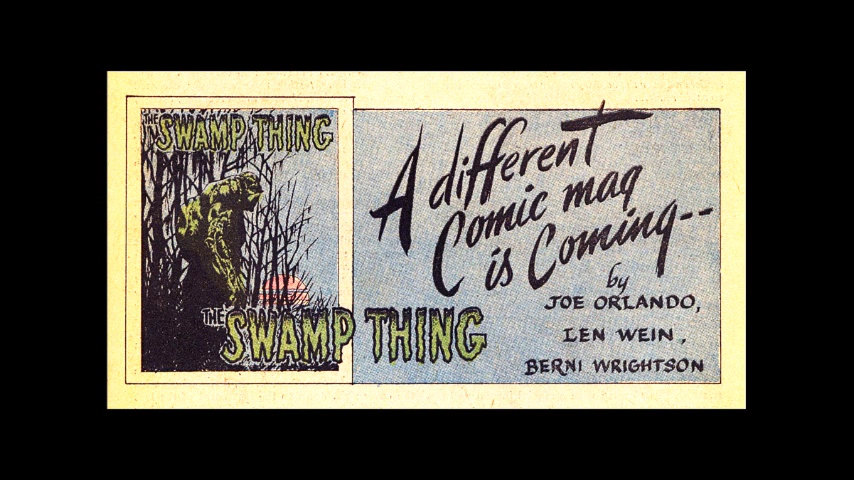 THE SWAMP THING
A different
Comic mag
is Coming--
by
JOE ORLANDO,
LEN WEIN,
BERNI WRIGHTSON
THE SWAMP THING